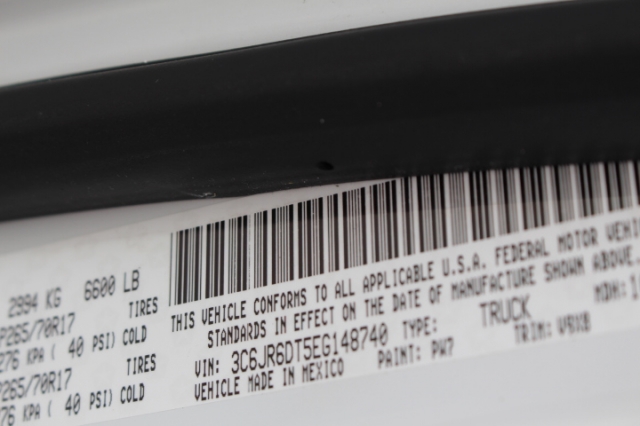 2994 KG 6600 LB
P265/70R17 TIRES
276 KPA ( 40 PSI) COLD
P265/70R17 TIRES
276 KPA ( 40 PSI) COLD
THIS VEHICLE CONFORMS TO ALL APPLICABLE U.S.A. FEDERAL MOTOR
STANDARDS IN EFFECT ON THE DATE OF MANUFACTURE SHOWN ABOVE.
VIN: 3C6JR6DT5EG148740 TYPE: TRUCK MDH:
VEHICLE MADE IN MEXICO PAINT: PW7 TRIM: